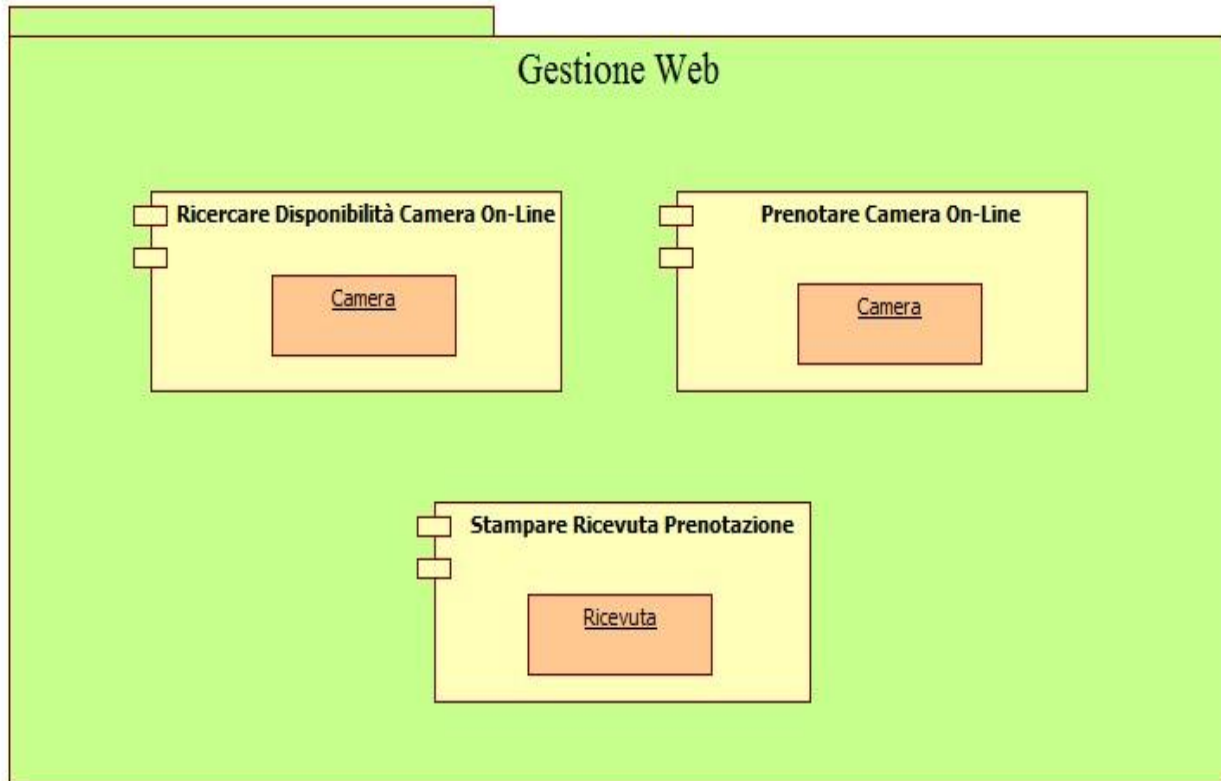 Gestione Web
Ricercare Disponibilità Camera On-Line
Camera
Prenotare Camera On-Line
Camera
Stampare Ricevuta Prenotazione
Ricevuta